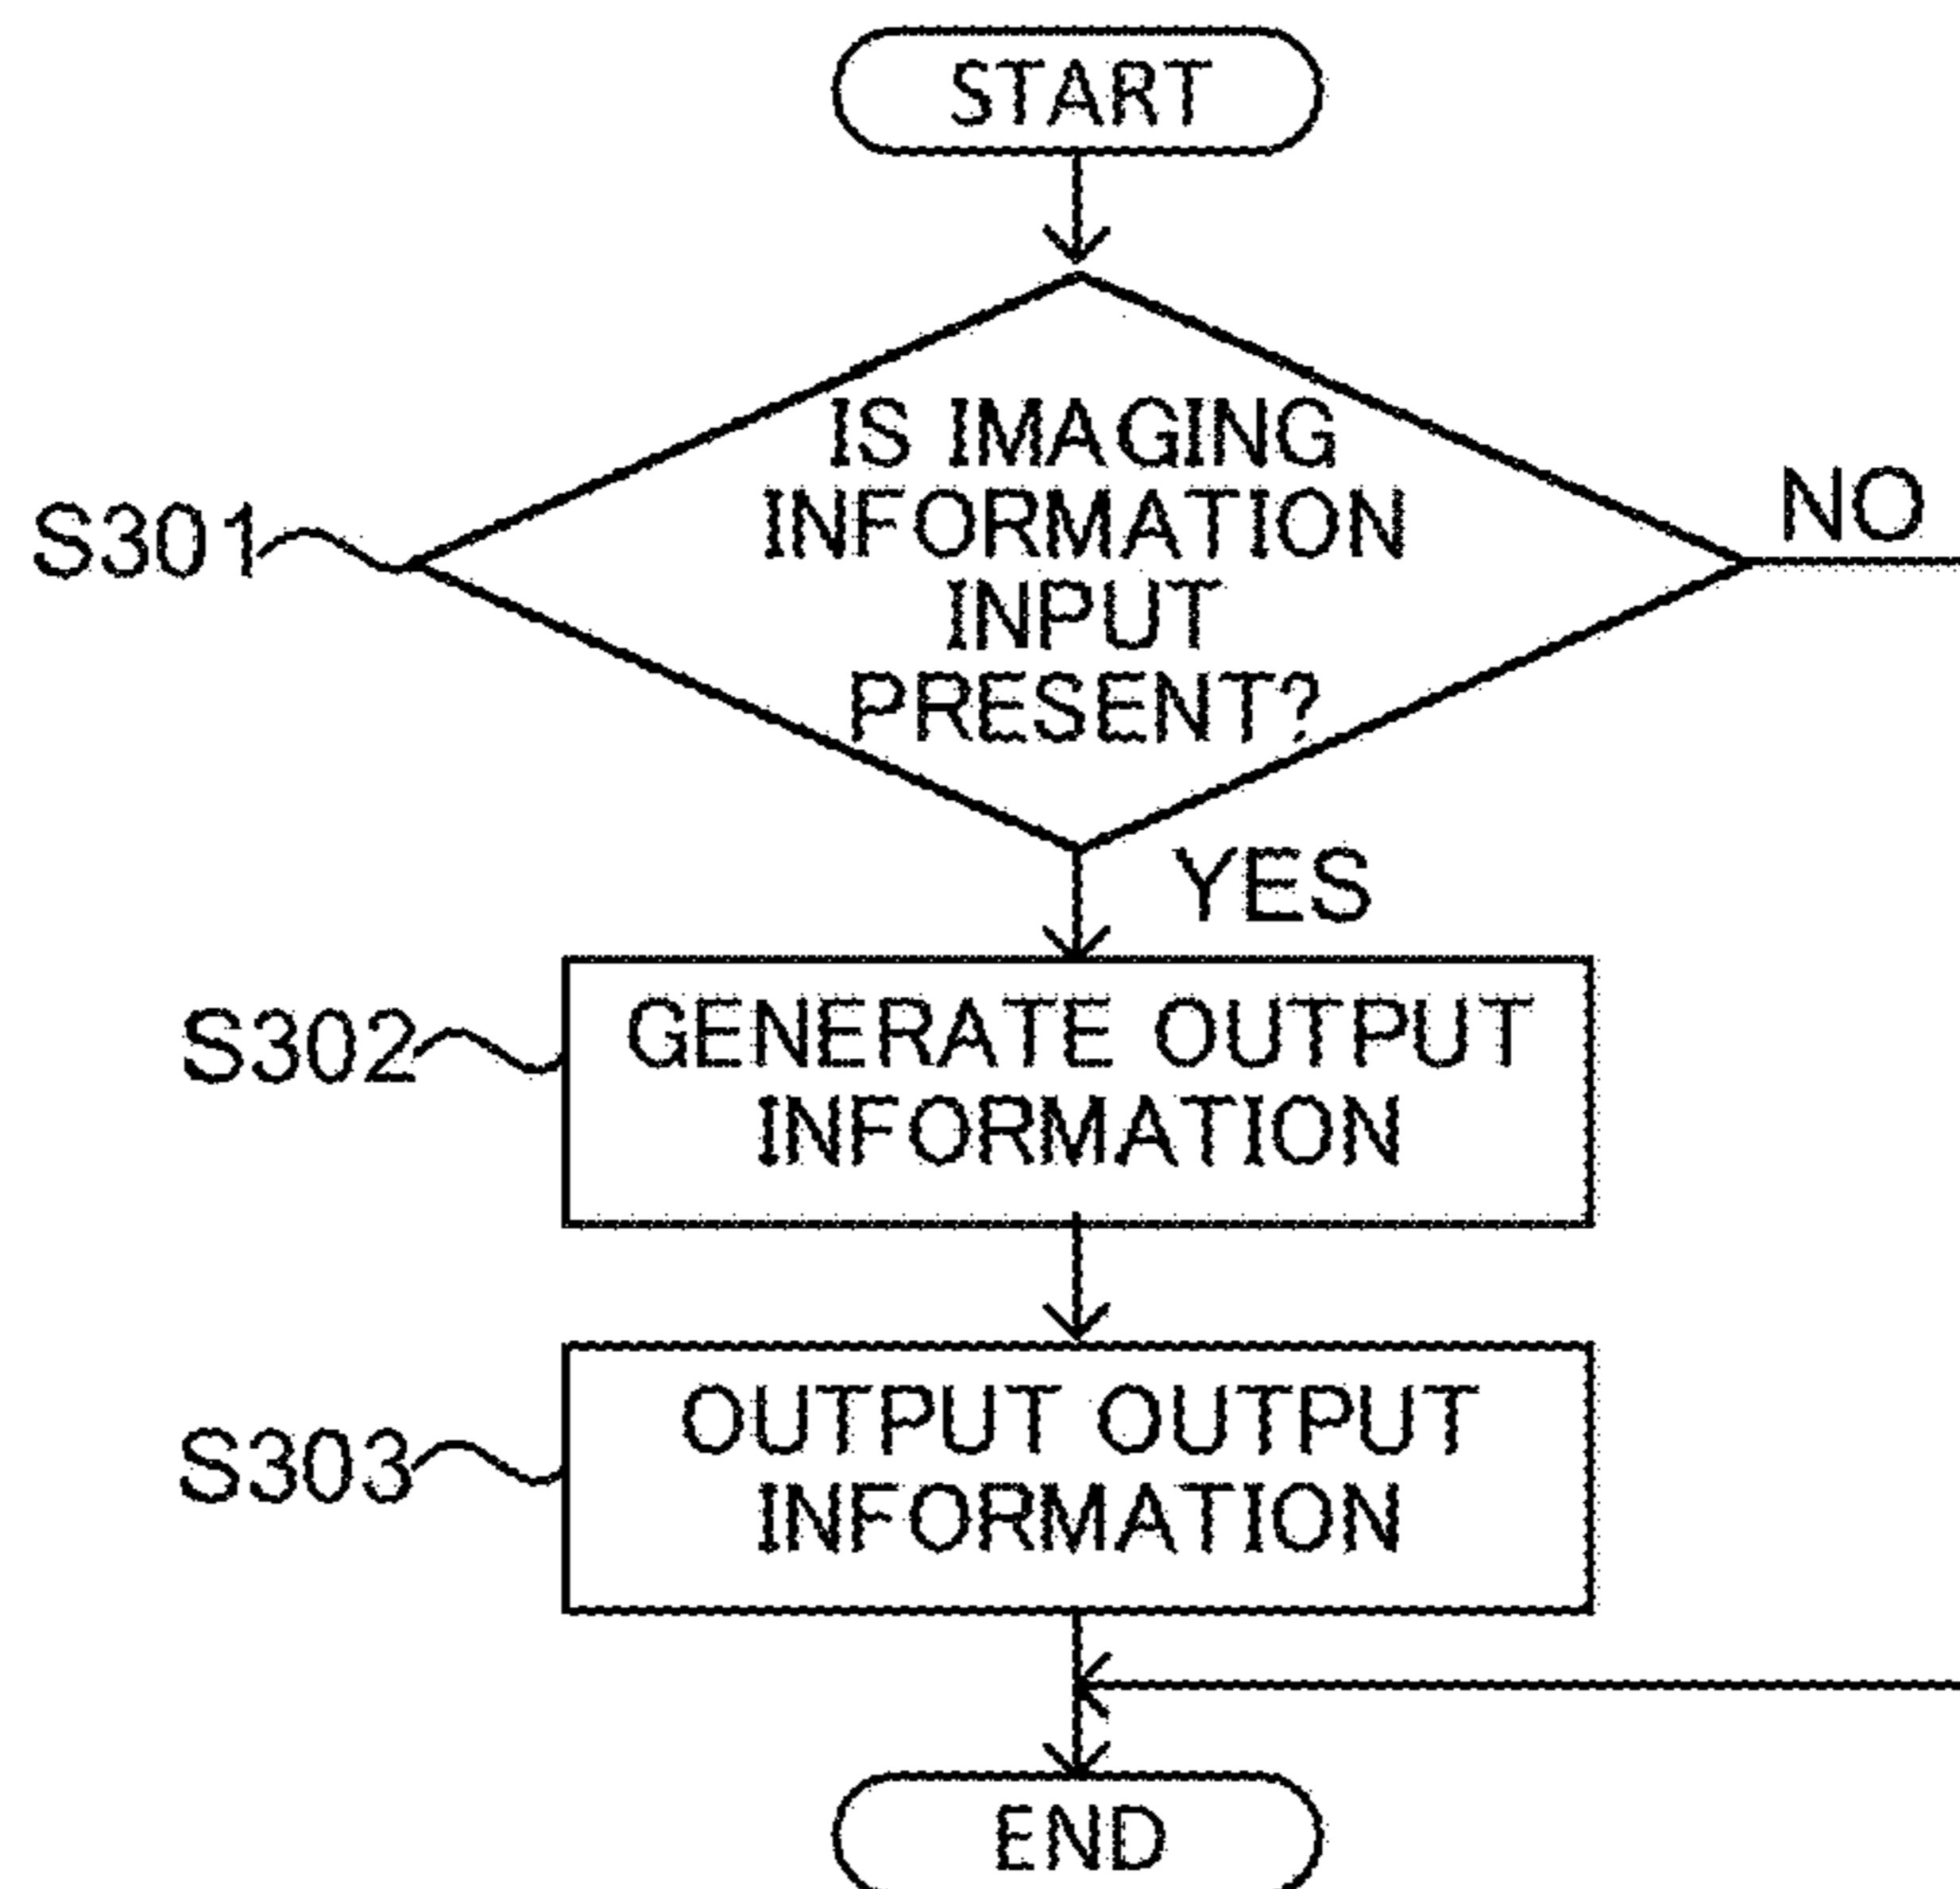 START
IS IMAGING
INFORMATION
INPUT
PRESENT?
S301
NO
YES
S302
GENERATE OUTPUT
INFORMATION
S303
OUTPUT OUTPUT
INFORMATION
END